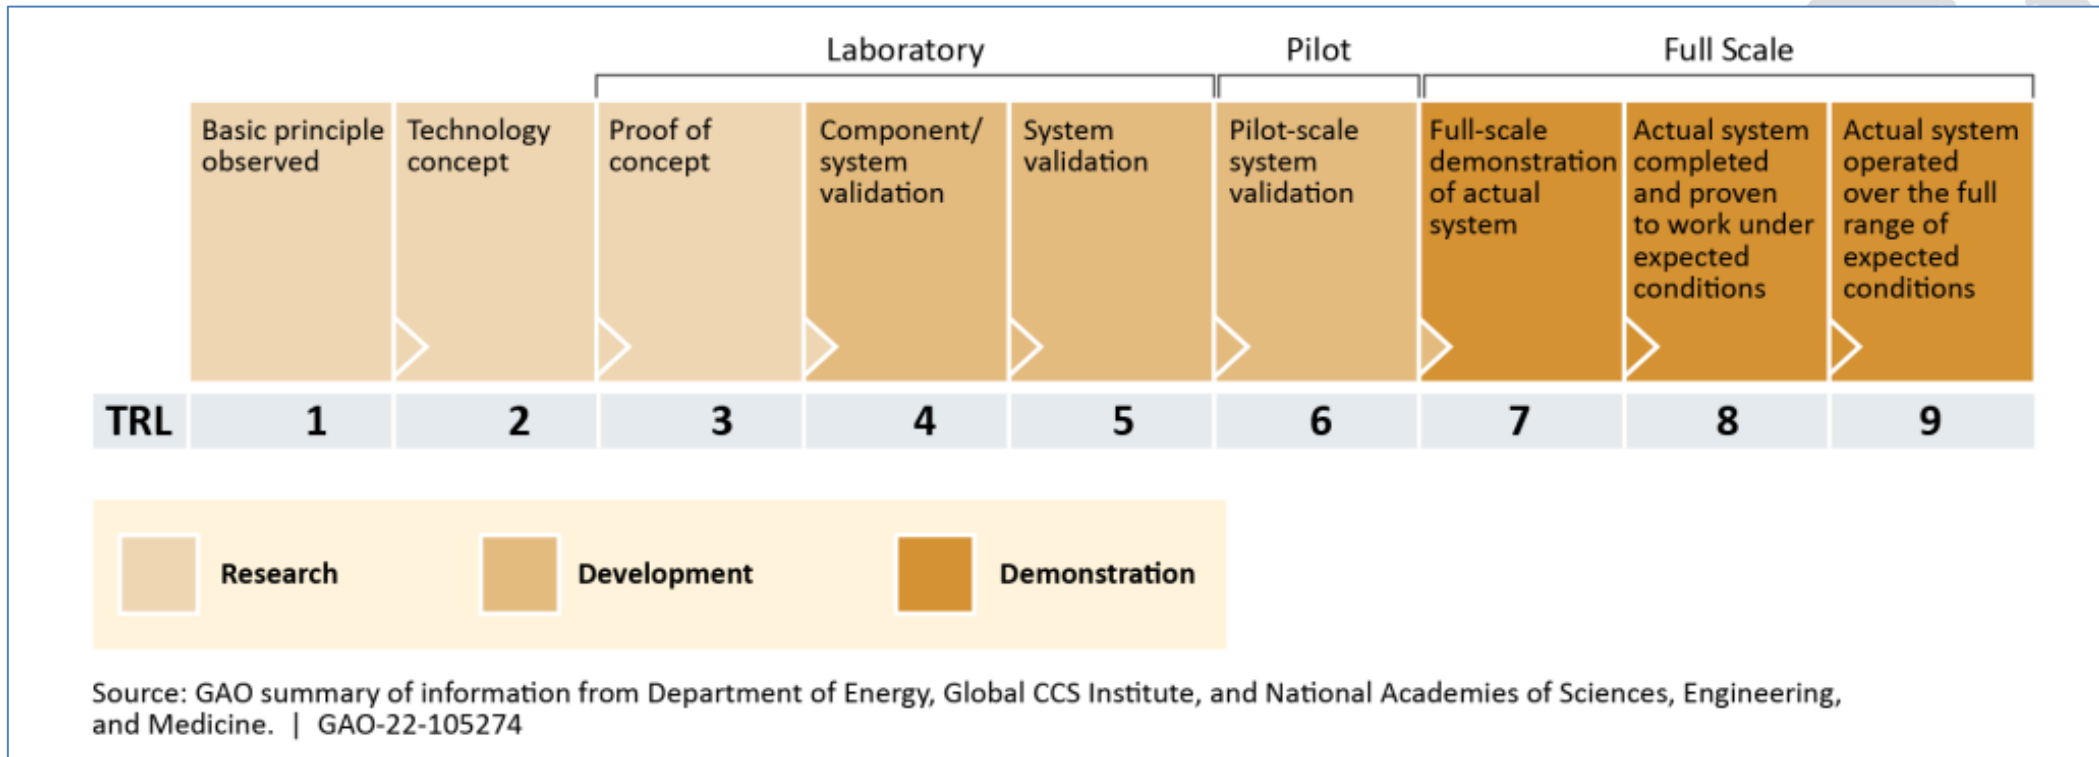 Laboratory
Pilot
Full Scale
Basic principle
observed
Technology
concept
Proof of
concept
Component/
system
validation
System
validation
Pilot-scale
system
validation
Full-scale
demonstration
of actual
system
Actual system
completed
and proven
to work under
expected
conditions
Actual system
operated
over the full
range of
expected
conditions
TRL 1 2 3 4 5 6 7 8 9
Research
Development
Demonstration
Source: GAO summary of information from Department of Energy, Global CCS Institute, and National Academies of Sciences, Engineering,
and Medicine. | GAO-22-105274